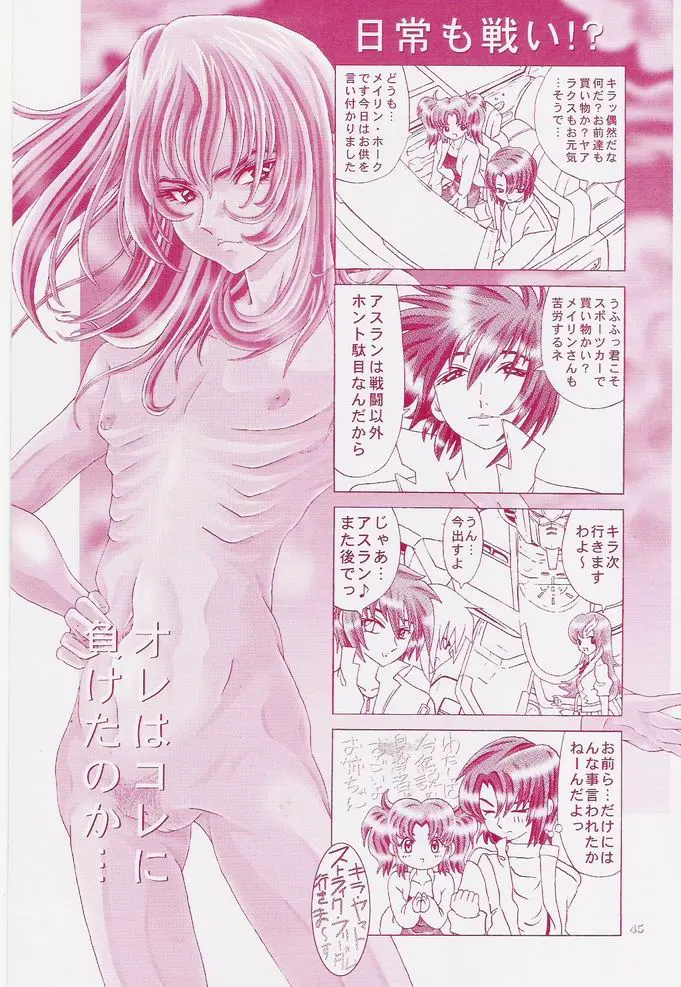 日常も戦い!?
キラッ偶然だな
何だ?お前達も
買い物か?ヤア
ラクスもお元気
…そうで…
どうも…
メイリン・ホーク
です今日はお供を
言い付かりました
うふふっ君こそ
スポーツカーで
買い物かい?
メイリンさんも
苦労するネ
アスランは戦闘以外
ホント駄目なんだから
キラ次
行きます
わよ～
うん…
今出すよ
じゃあ…
アスラン♪
また後でっ
お前ら…だけには
んな事言われたか
ねーんだよっ
わたしは
お姉ちゃん
キラ ヤマト
ストライクフリーダム
行きま〜す
オレはコレに
負けたのか…
45